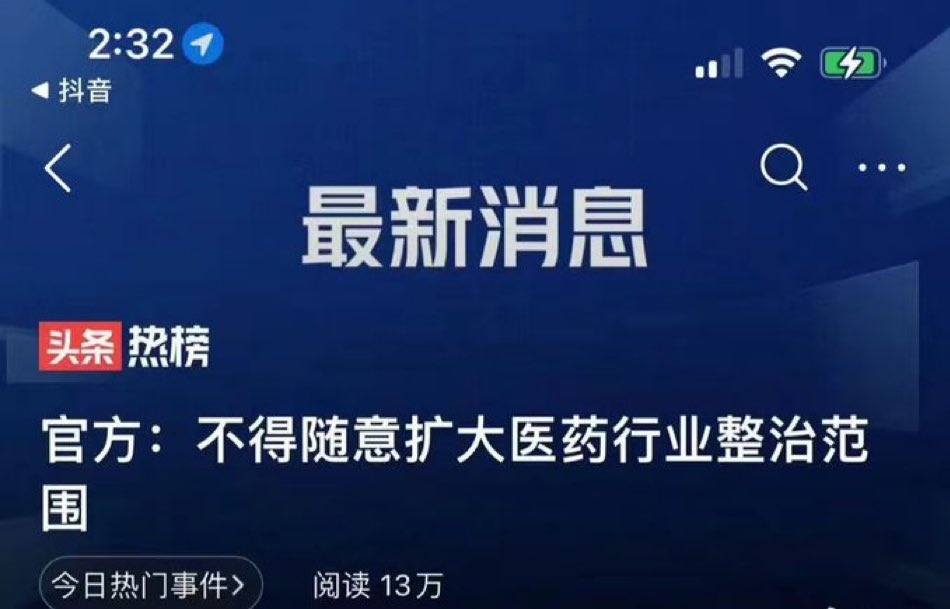 2:32
◀ 抖音
最新消息
头条 热榜
官方：不得随意扩大医药行业整治范
围
今日热门事件> 阅读 13万